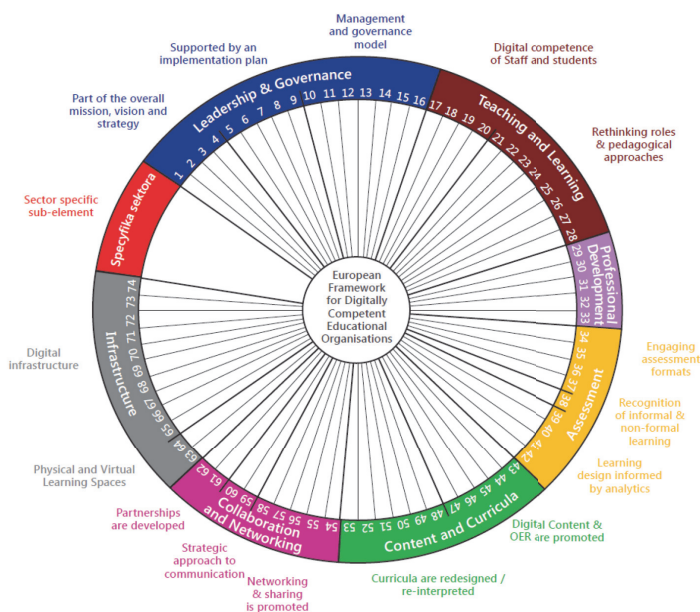 Management
and governance
model
Supported by an
implementation plan
Part of the overall
mission, vision and
strategy
Digital competence
of Staff and students
Rethinking roles
& pedagogical
approaches
Sector specific
sub-element
Leadership & Governance
1 2 3 4 5 6 7 8 9 10 11 12 13 14 15 16
Teaching and Learning
17 18 19 20 21 22 23 24 25 26 27 28
Professional
Development
29 30 31 32 33
Assessment
34 35 36 37 38 39 40 41 42
Content and Curricula
43 44 45 46 47 48 49 50 51 52 53
Collaboration
and Networking
54 55 56 57 58 59 60 61 62
Infrastructure
63 64 65 66 67 68 69 70 71 72 73 74
Specyfika sektora
European
Framework
for Digitally
Competent
Educational
Organisations
Engaging
assessment
formats
Recognition
of informal &
non-formal
learning
Learning
design informed
by analytics
Digital Content &
OER are promoted
Curricula are redesigned /
re-interpreted
Networking
& sharing
is promoted
Strategic
approach to
communication
Partnerships
are developed
Physical and Virtual
Learning Spaces
Digital
infrastructure